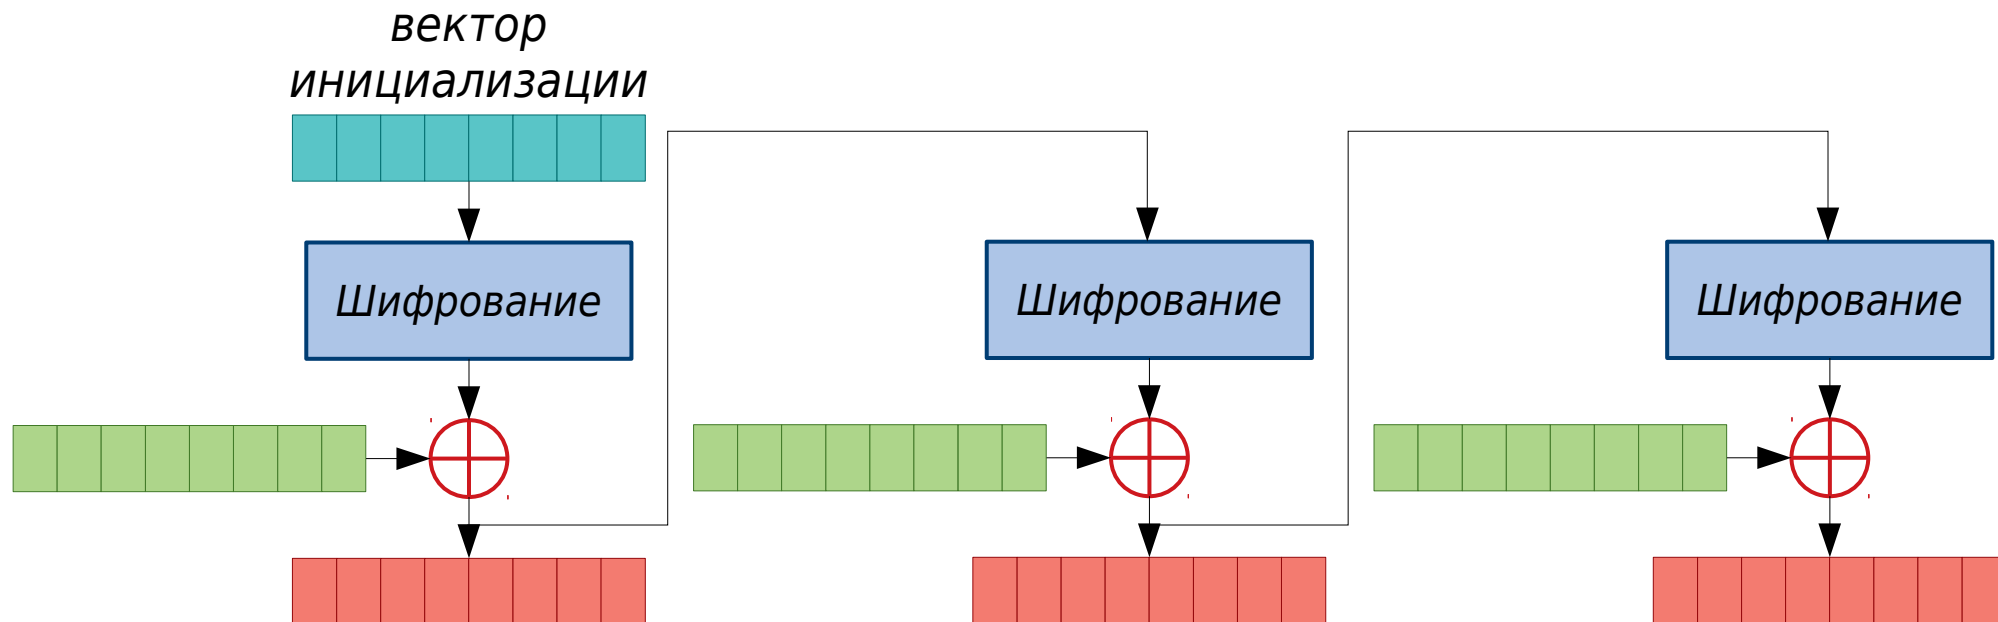 вектор
инициализации
Шифрование
Шифрование
Шифрование